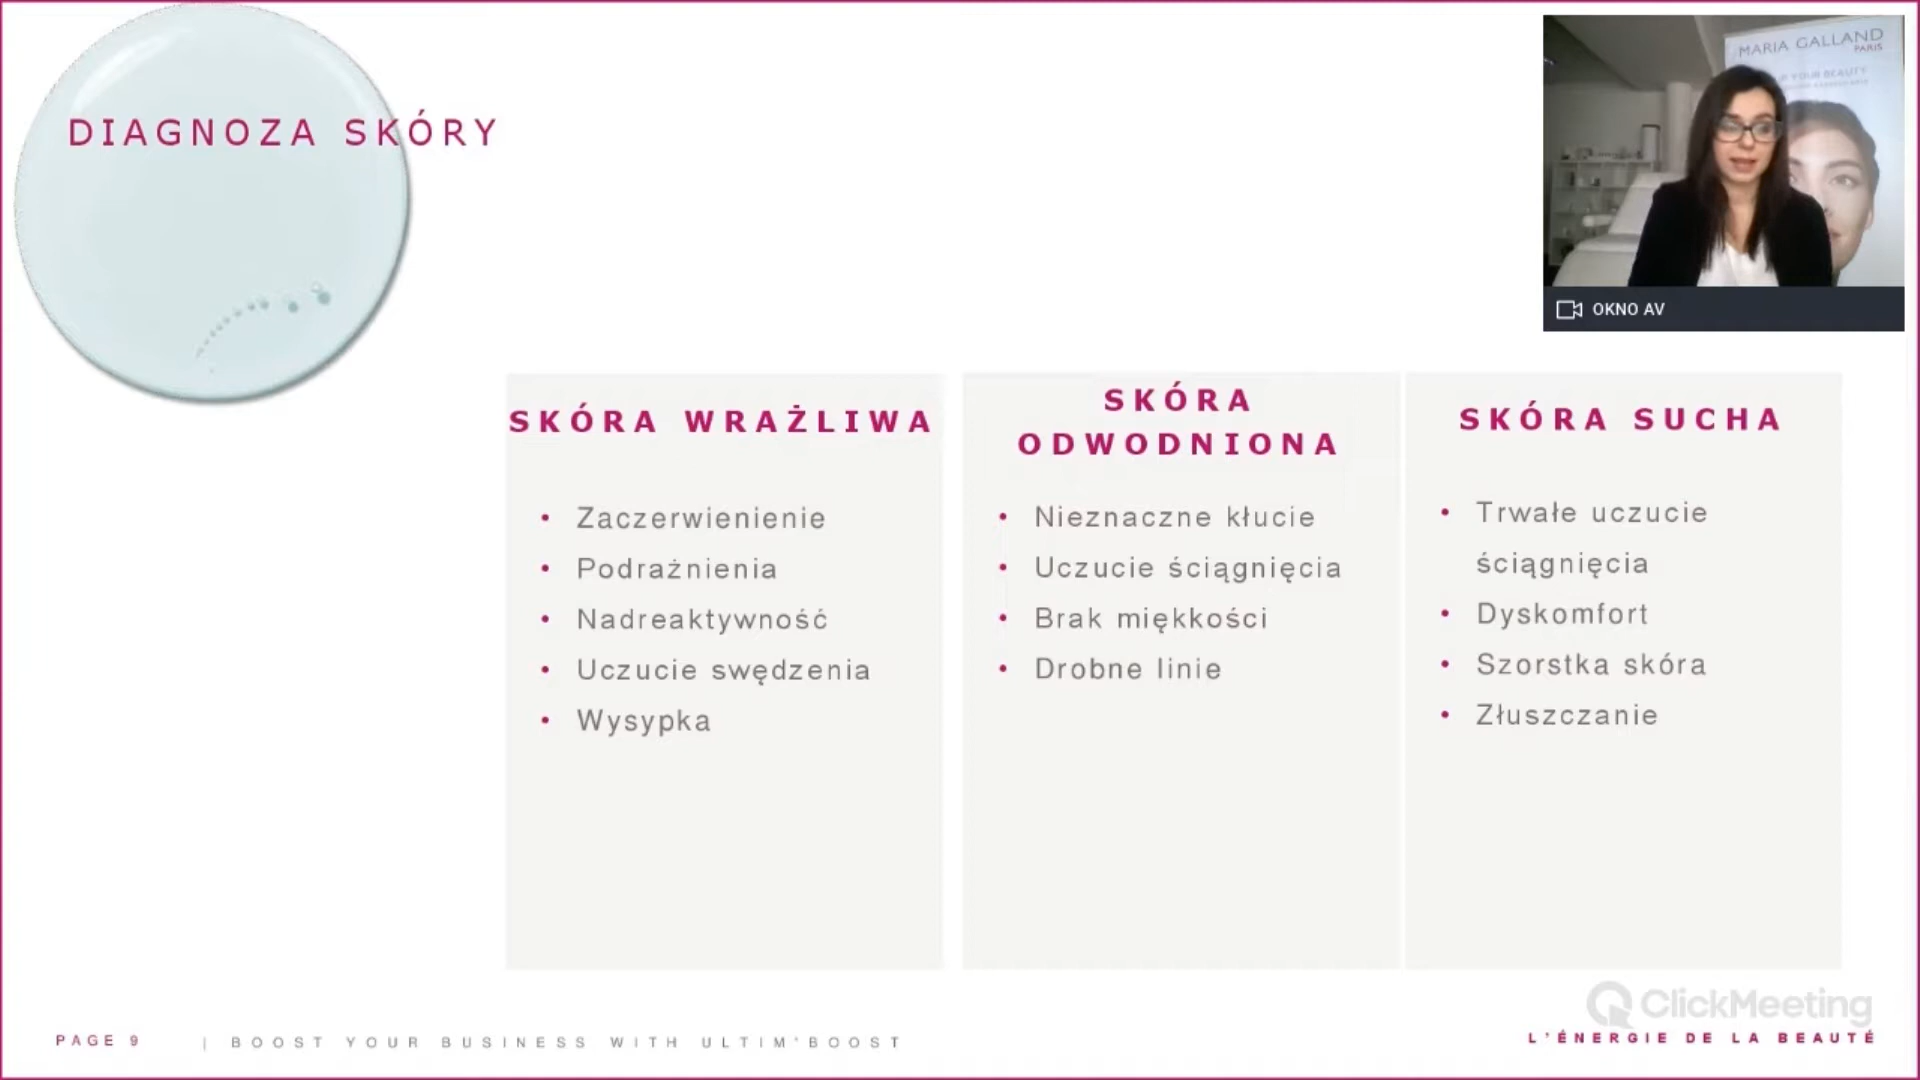 DIAGNOZA SKÓRY
MARIA GALLAND
PARIS
YOUR BEAUTY
OKNO AV
SKÓRA WRAŻLIWA
• Zaczerwienienie
• Podrażnienia
• Nadreaktywność
• Uczucie swędzenia
• Wysypka
SKÓRA
ODWODNIONA
• Nieznaczne kłucie
• Uczucie ściągnięcia
• Brak miękkości
• Drobne linie
SKÓRA SUCHA
• Trwałe uczucie
ściągnięcia
• Dyskomfort
• Szorstka skóra
• Złuszczanie
ClickMeeting
PAGE 9 | BOOST YOUR BUSINESS WITH ULTIM'BOOST
L'ÉNERGIE DE LA BEAUTÉ